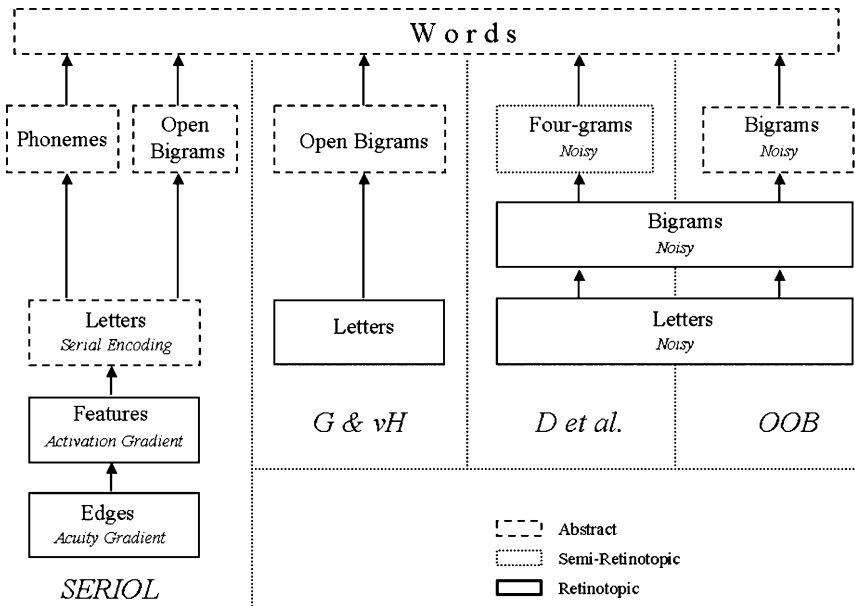 Words
Phonemes
Open
Bigrams
Open Bigrams
Four-grams
Noisy
Bigrams
Noisy
Bigrams
Noisy
Letters
Serial Encoding
Letters
Letters
Noisy
Features
Activation Gradient
G & vH
D et al.
OOB
Edges
Acuity Gradient
SERIOL
Abstract
Semi-Retinotopic
Retinotopic